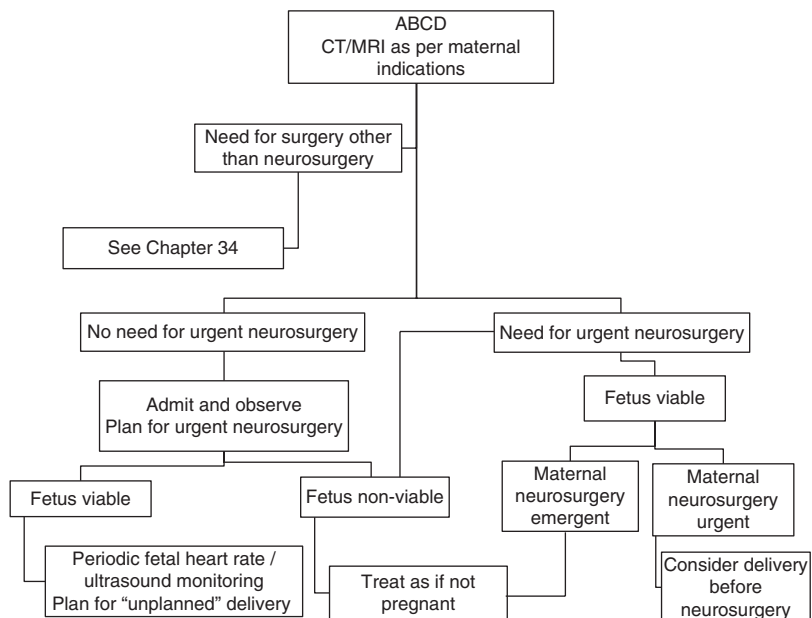 ABCD
CT/MRI as per maternal
indications
Need for surgery other
than neurosurgery
See Chapter 34
No need for urgent neurosurgery
Need for urgent neurosurgery
Admit and observe
Plan for urgent neurosurgery
Fetus viable
Fetus viable
Fetus non-viable
Maternal
neurosurgery
emergent
Maternal
neurosurgery
urgent
Periodic fetal heart rate /
ultrasound monitoring
Plan for “unplanned” delivery
Treat as if not
pregnant
Consider delivery
before
neurosurgery